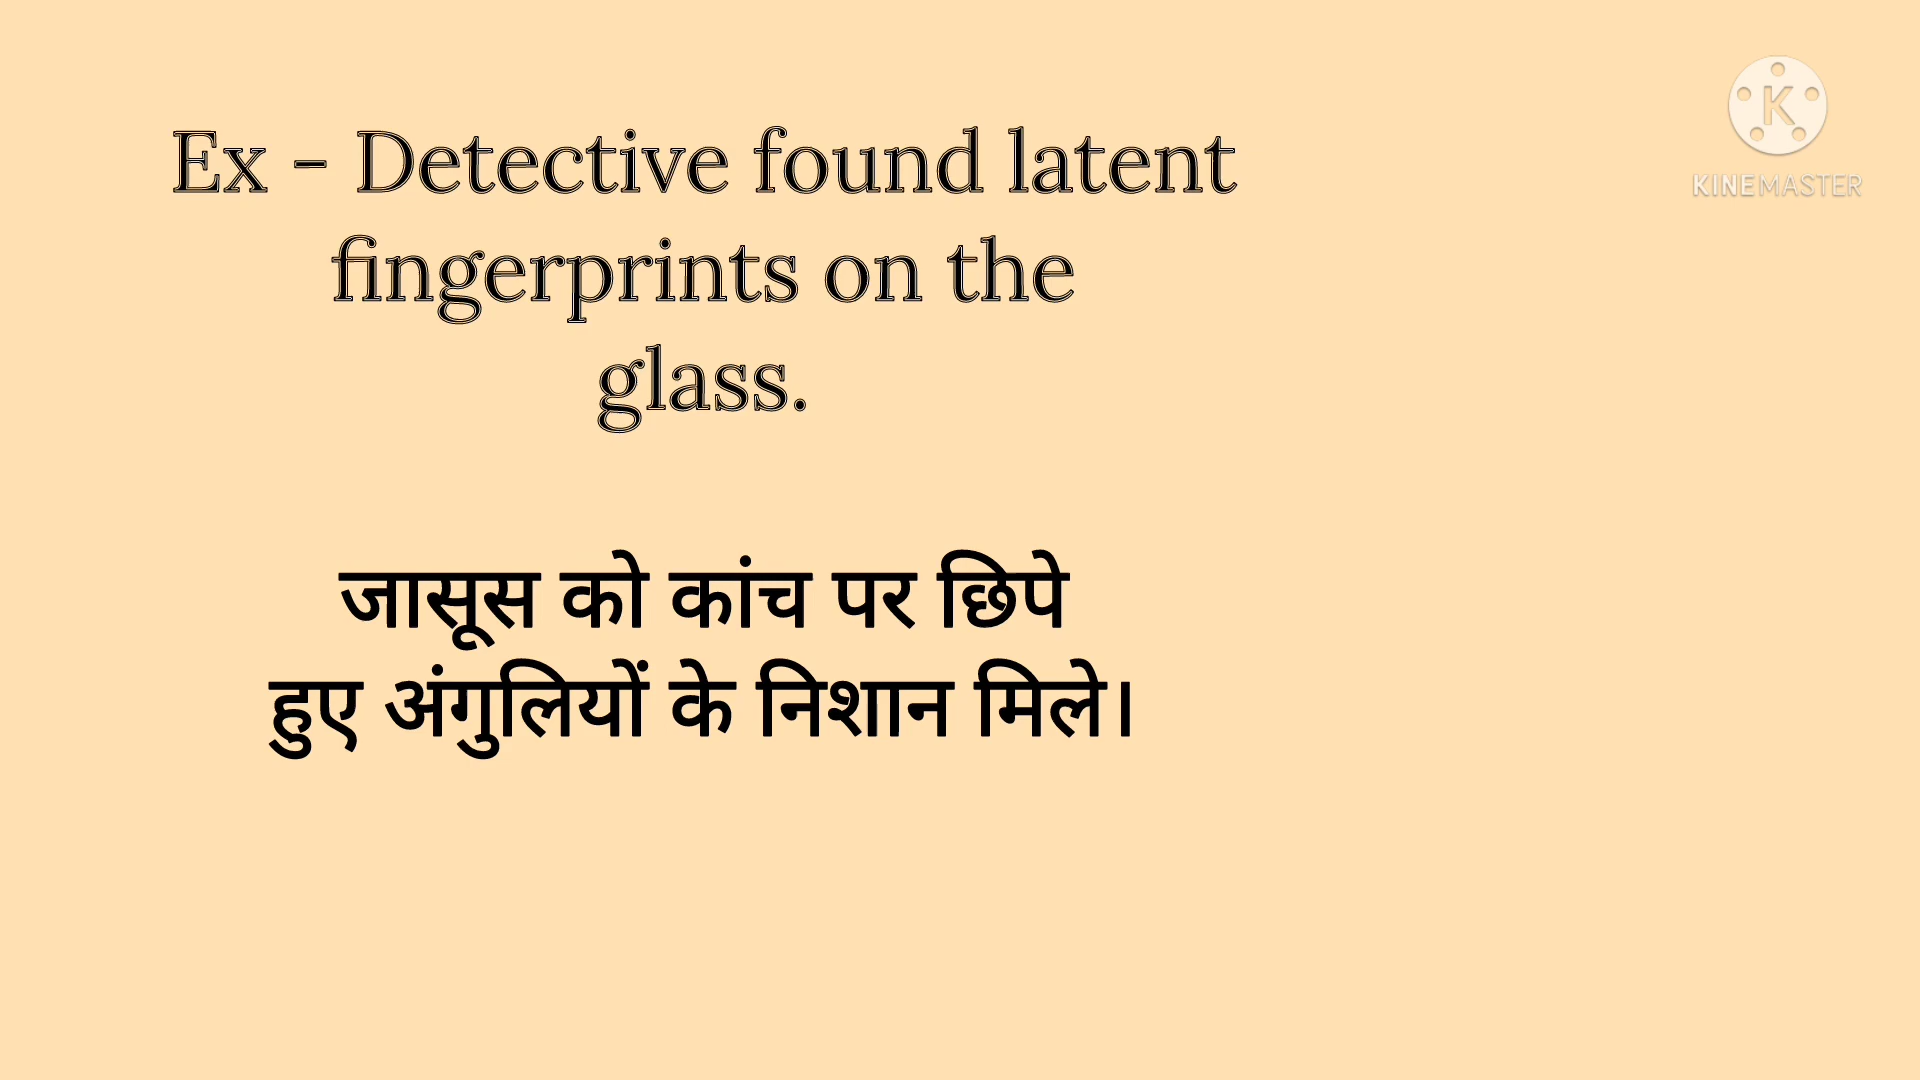 Ex - Detective found latent
fingerprints on the
glass.
जासूस को कांच पर छिपे
हुए अंगुलियों के निशान मिले।
K
KINEMASTER